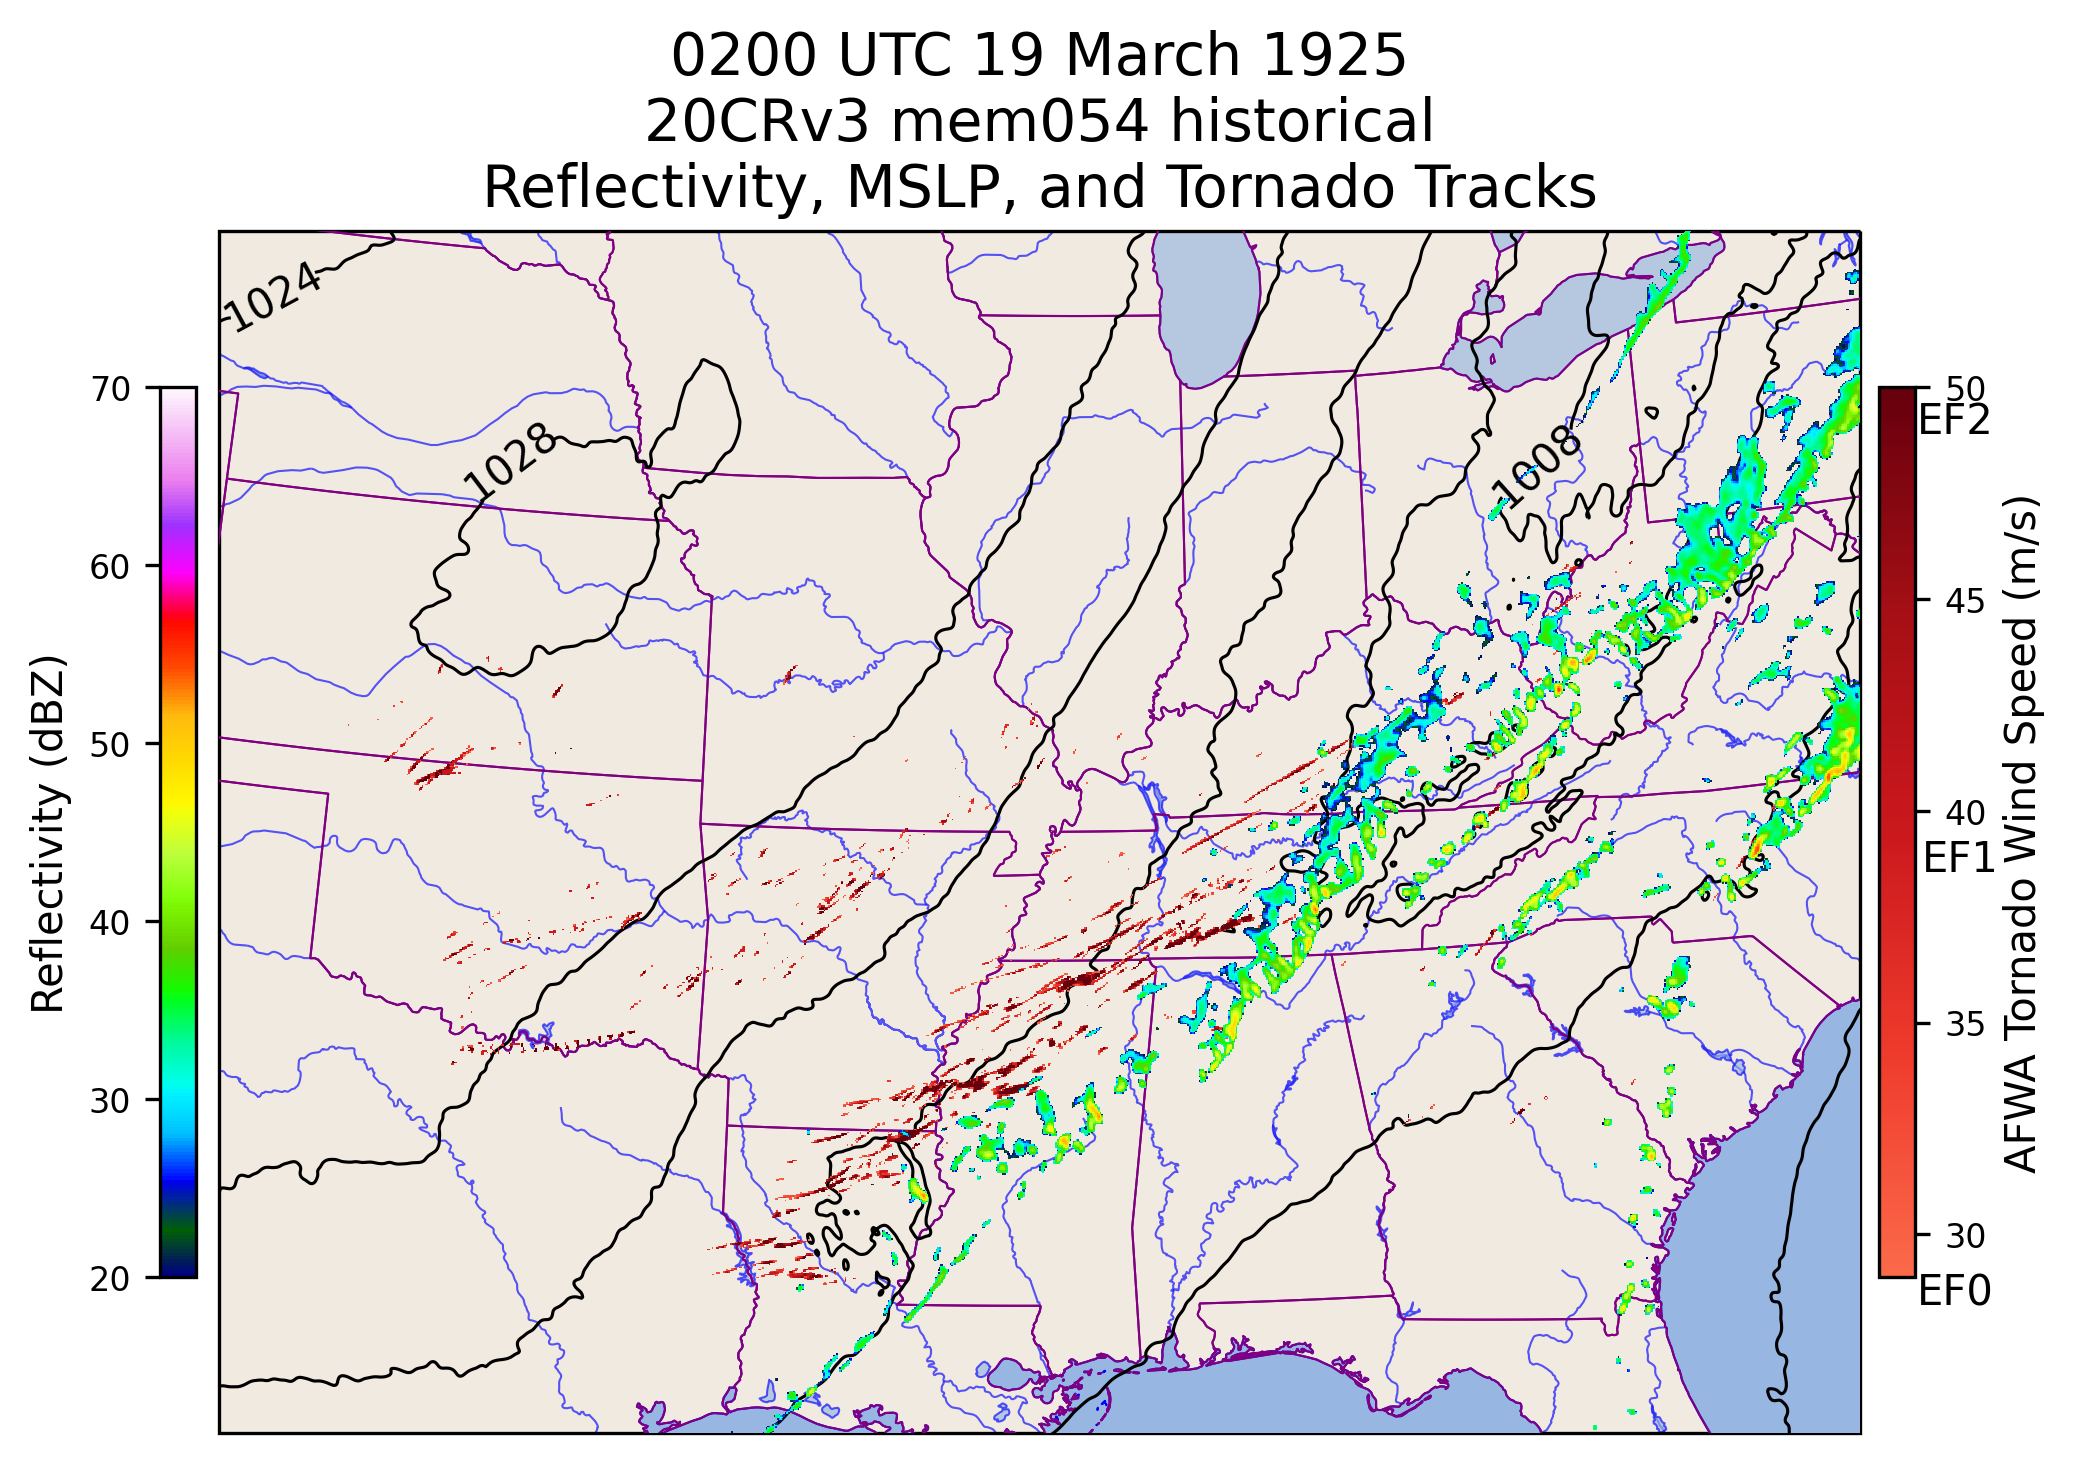 0200 UTC 19 March 1925
20CRv3 mem054 historical
Reflectivity, MSLP, and Tornado Tracks
1024
1028
1008
70
60
50
40
30
20
Reflectivity (dBZ)
50
EF2
45
40
EF1
35
30
EF0
AFWA Tornado Wind Speed (m/s)